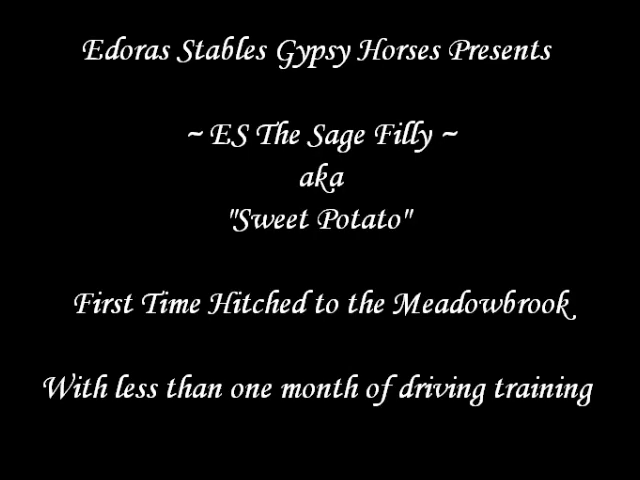 Edoras Stables Gypsy Horses Presents
~ ES The Sage Filly ~
aka
"Sweet Potato"
First Time Hitched to the Meadowbrook
With less than one month of driving training